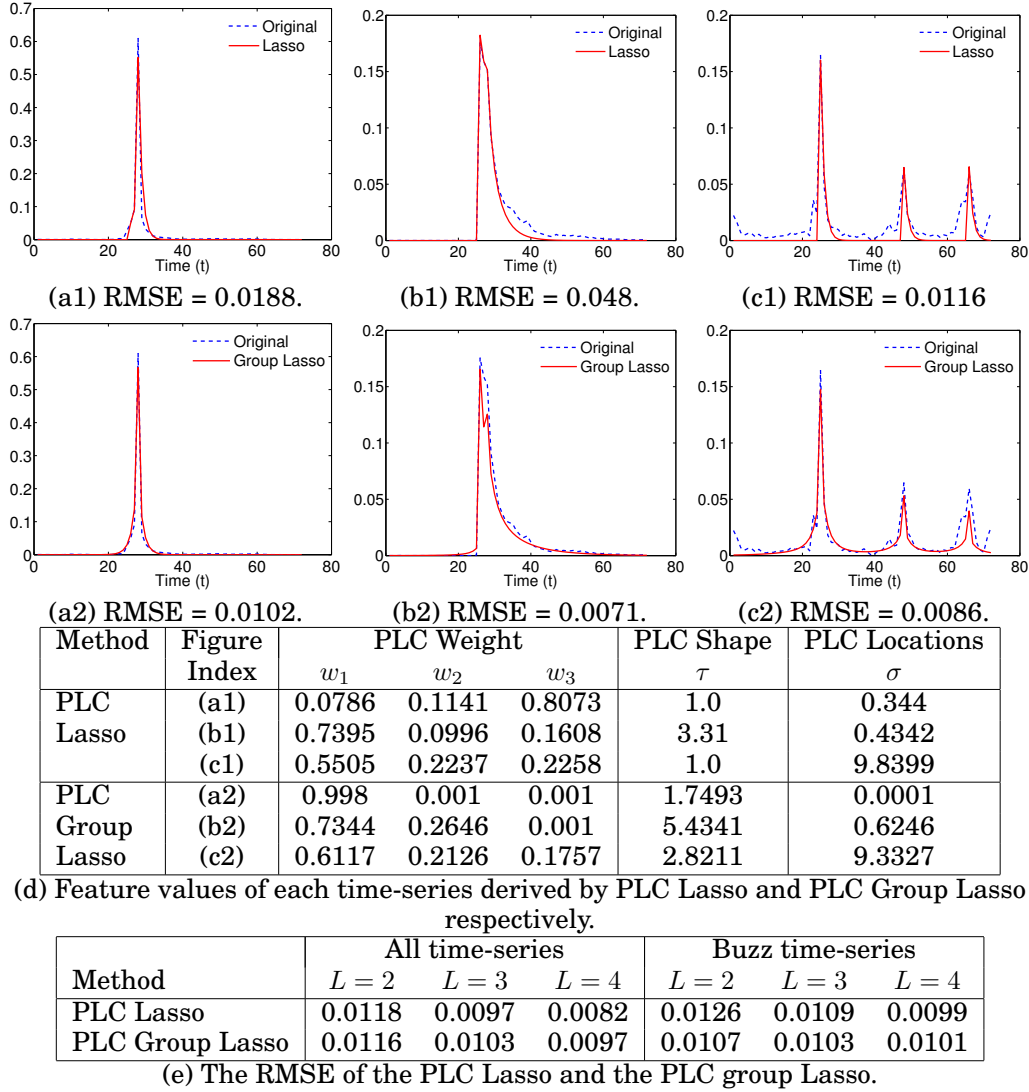 0.7
0.6
0.5
0.4
0.3
0.2
0.1
0
0 20 40 60 80
Time (t)
Original
Lasso
(a1) RMSE = 0.0188.
0.2
0.15
0.1
0.05
0
0 20 40 60 80
Time (t)
Original
Lasso
(b1) RMSE = 0.048.
0.2
0.15
0.1
0.05
0
0 20 40 60 80
Time (t)
Original
Lasso
(c1) RMSE = 0.0116
0.7
0.6
0.5
0.4
0.3
0.2
0.1
0
0 20 40 60 80
Time (t)
Original
Group Lasso
(a2) RMSE = 0.0102.
0.2
0.15
0.1
0.05
0
0 20 40 60 80
Time (t)
Original
Group Lasso
(b2) RMSE = 0.0071.
0.2
0.15
0.1
0.05
0
0 20 40 60 80
Time (t)
Original
Group Lasso
(c2) RMSE = 0.0086.
Method Figure PLC Weight PLC Shape PLC Locations
Index w₁ w₂ w₃ τ σ
PLC (a1) 0.0786 0.1141 0.8073 1.0 0.344
Lasso (b1) 0.7395 0.0996 0.1608 3.31 0.4342
(c1) 0.5505 0.2237 0.2258 1.0 9.8399
PLC (a2) 0.998 0.001 0.001 1.7493 0.0001
Group (b2) 0.7344 0.2646 0.001 5.4341 0.6246
Lasso (c2) 0.6117 0.2126 0.1757 2.8211 9.3327
(d) Feature values of each time-series derived by PLC Lasso and PLC Group Lasso
respectively.
All time-series Buzz time-series
Method L = 2 L = 3 L = 4 L = 2 L = 3 L = 4
PLC Lasso 0.0118 0.0097 0.0082 0.0126 0.0109 0.0099
PLC Group Lasso 0.0116 0.0103 0.0097 0.0107 0.0103 0.0101
(e) The RMSE of the PLC Lasso and the PLC group Lasso.